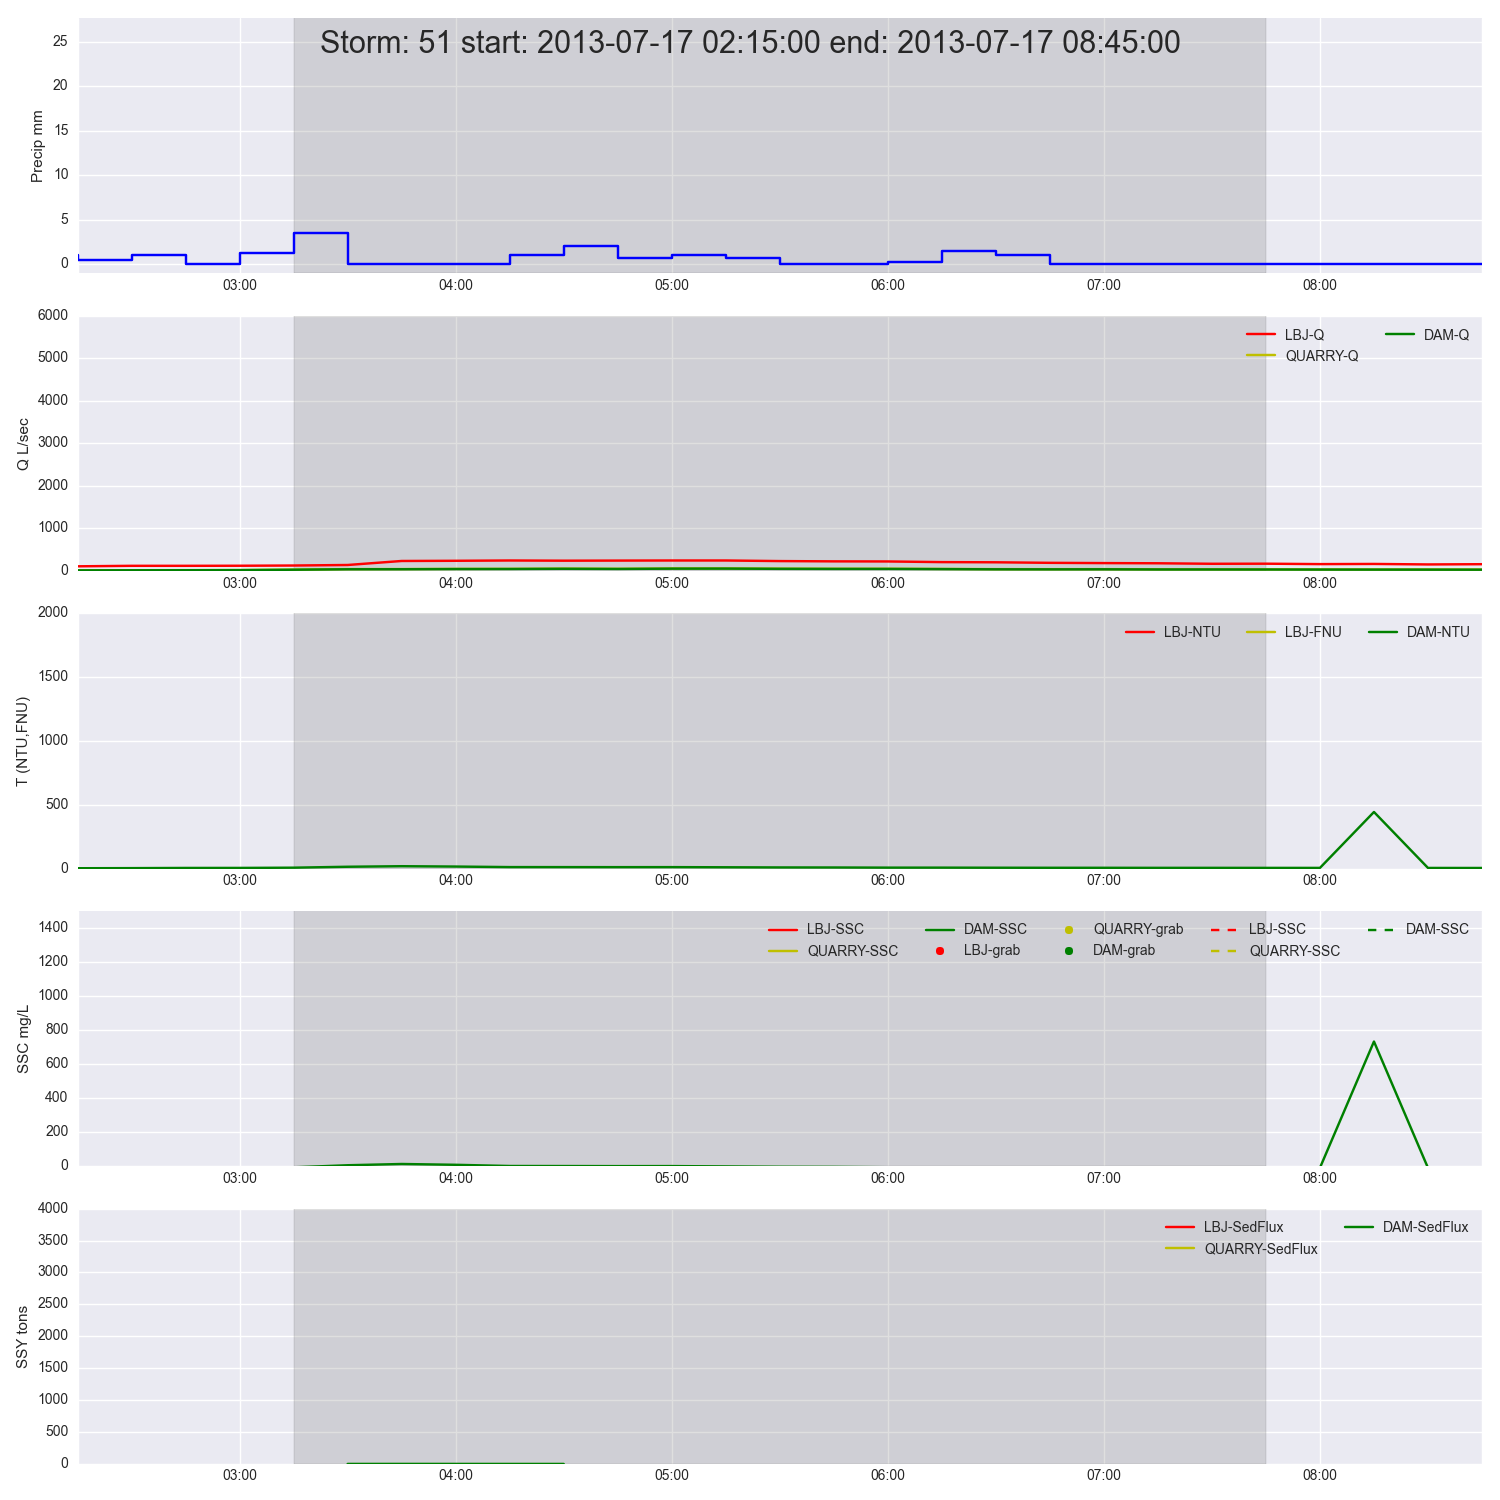 Storm: 51 start: 2013-07-17 02:15:00 end: 2013-07-17 08:45:00
Precip mm
25
20
15
10
5
0
03:00 04:00 05:00 06:00 07:00 08:00
Q L/sec
6000
5000
4000
3000
2000
1000
0
LBJ-Q DAM-Q
QUARRY-Q
03:00 04:00 05:00 06:00 07:00 08:00
T (NTU,FNU)
2000
1500
1000
500
0
LBJ-NTU LBJ-FNU DAM-NTU
03:00 04:00 05:00 06:00 07:00 08:00
SSC mg/L
1400
1200
1000
800
600
400
200
0
LBJ-SSC DAM-SSC QUARRY-grab LBJ-SSC DAM-SSC
QUARRY-SSC LBJ-grab DAM-grab QUARRY-SSC
03:00 04:00 05:00 06:00 07:00 08:00
SSY tons
4000
3500
3000
2500
2000
1500
1000
500
0
LBJ-SedFlux DAM-SedFlux
QUARRY-SedFlux
03:00 04:00 05:00 06:00 07:00 08:00